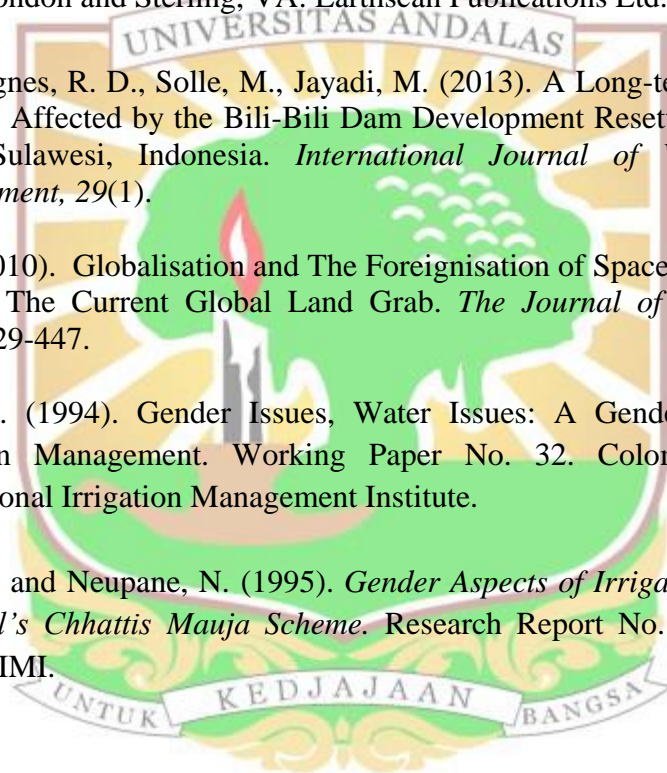 ondon and Sterling, VA: Earthscan Publications Ltd.
UNIVERSITAS ANDALAS
gnes, R. D., Solle, M., Jayadi, M. (2013). A Long-te
Affected by the Bili-Bili Dam Development Resett
Sulawesi, Indonesia. International Journal of
ment, 29(1).
010). Globalisation and The Foreignisation of Space
The Current Global Land Grab. The Journal of
29-447.
. (1994). Gender Issues, Water Issues: A Gende
n Management. Working Paper No. 32. Colon
onal Irrigation Management Institute.
and Neupane, N. (1995). Gender Aspects of Irriga
l's Chhattis Mauja Scheme. Research Report No.
IMI.
UNTUK KEDJAJAAN BANGSA